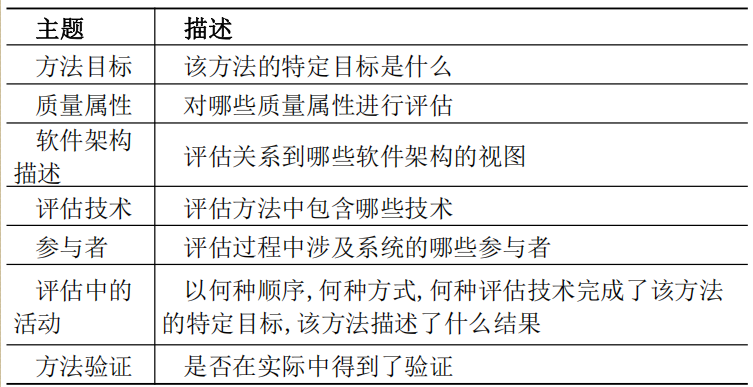 主题 描述
方法目标 该方法的特定目标是什么
质量属性 对哪些质量属性进行评估
软件架构
描述 评估关系到哪些软件架构的视图
评估技术 评估方法中包含哪些技术
参与者 评估过程中涉及系统的哪些参与者
评估中的 以何种顺序,何种方式,何种评估技术完成了该方法
活动 的特定目标,该方法描述了什么结果
方法验证 是否在实际中得到了验证